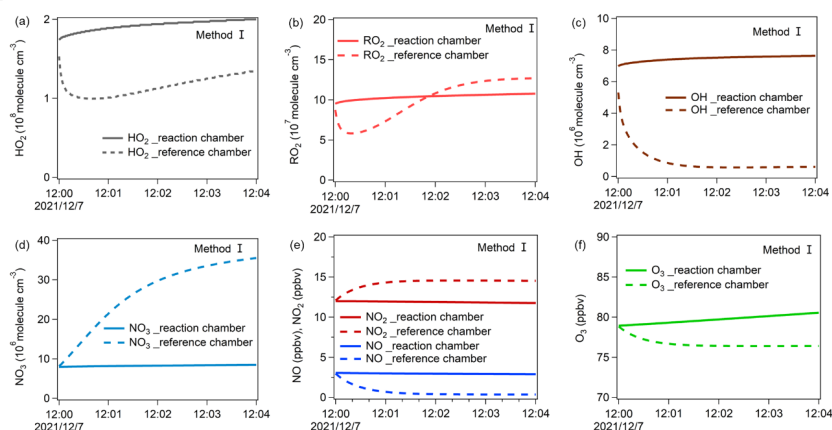 (a)
2
1
0
HO2 (10^8 molecule cm^-3)
Method I
HO2 _reaction chamber
HO2 _reference chamber
12:00 12:01 12:02 12:03 12:04
2021/12/7
(b)
20
15
10
5
0
RO2 (10^7 molecule cm^-3)
Method I
RO2 _reaction chamber
RO2 _reference chamber
12:00 12:01 12:02 12:03 12:04
2021/12/7
(c)
10
8
6
4
2
0
OH (10^6 molecule cm^-3)
Method I
OH _reaction chamber
OH _reference chamber
12:00 12:01 12:02 12:03 12:04
2021/12/7
(d)
40
30
20
10
0
NO3 (10^6 molecule cm^-3)
Method I
NO3 _reaction chamber
NO3 _reference chamber
12:00 12:01 12:02 12:03 12:04
2021/12/7
(e)
20
15
10
5
0
NO (ppbv), NO2 (ppbv)
Method I
NO2 _reaction chamber
NO2 _reference chamber
NO _reaction chamber
NO _reference chamber
12:00 12:01 12:02 12:03 12:04
2021/12/7
(f)
90
85
80
75
70
O3 (ppbv)
Method I
O3 _reaction chamber
O3 _reference chamber
12:00 12:01 12:02 12:03 12:04
2021/12/7